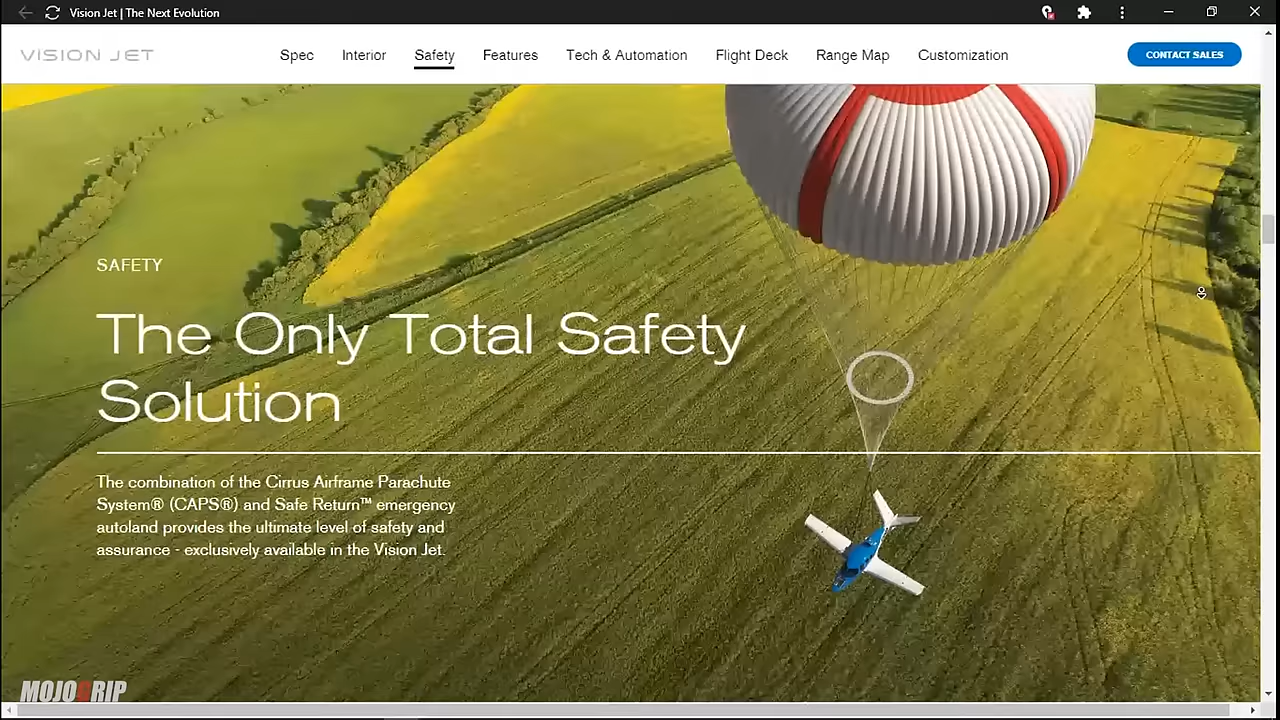 Vision Jet | The Next Evolution
VISION JET
Spec
Interior
Safety
Features
Tech & Automation
Flight Deck
Range Map
Customization
CONTACT SALES
SAFETY
The Only Total Safety
Solution
The combination of the Cirrus Airframe Parachute
System® (CAPS®) and Safe Return™ emergency
autoland provides the ultimate level of safety and
assurance - exclusively available in the Vision Jet.
MOJOGRIP